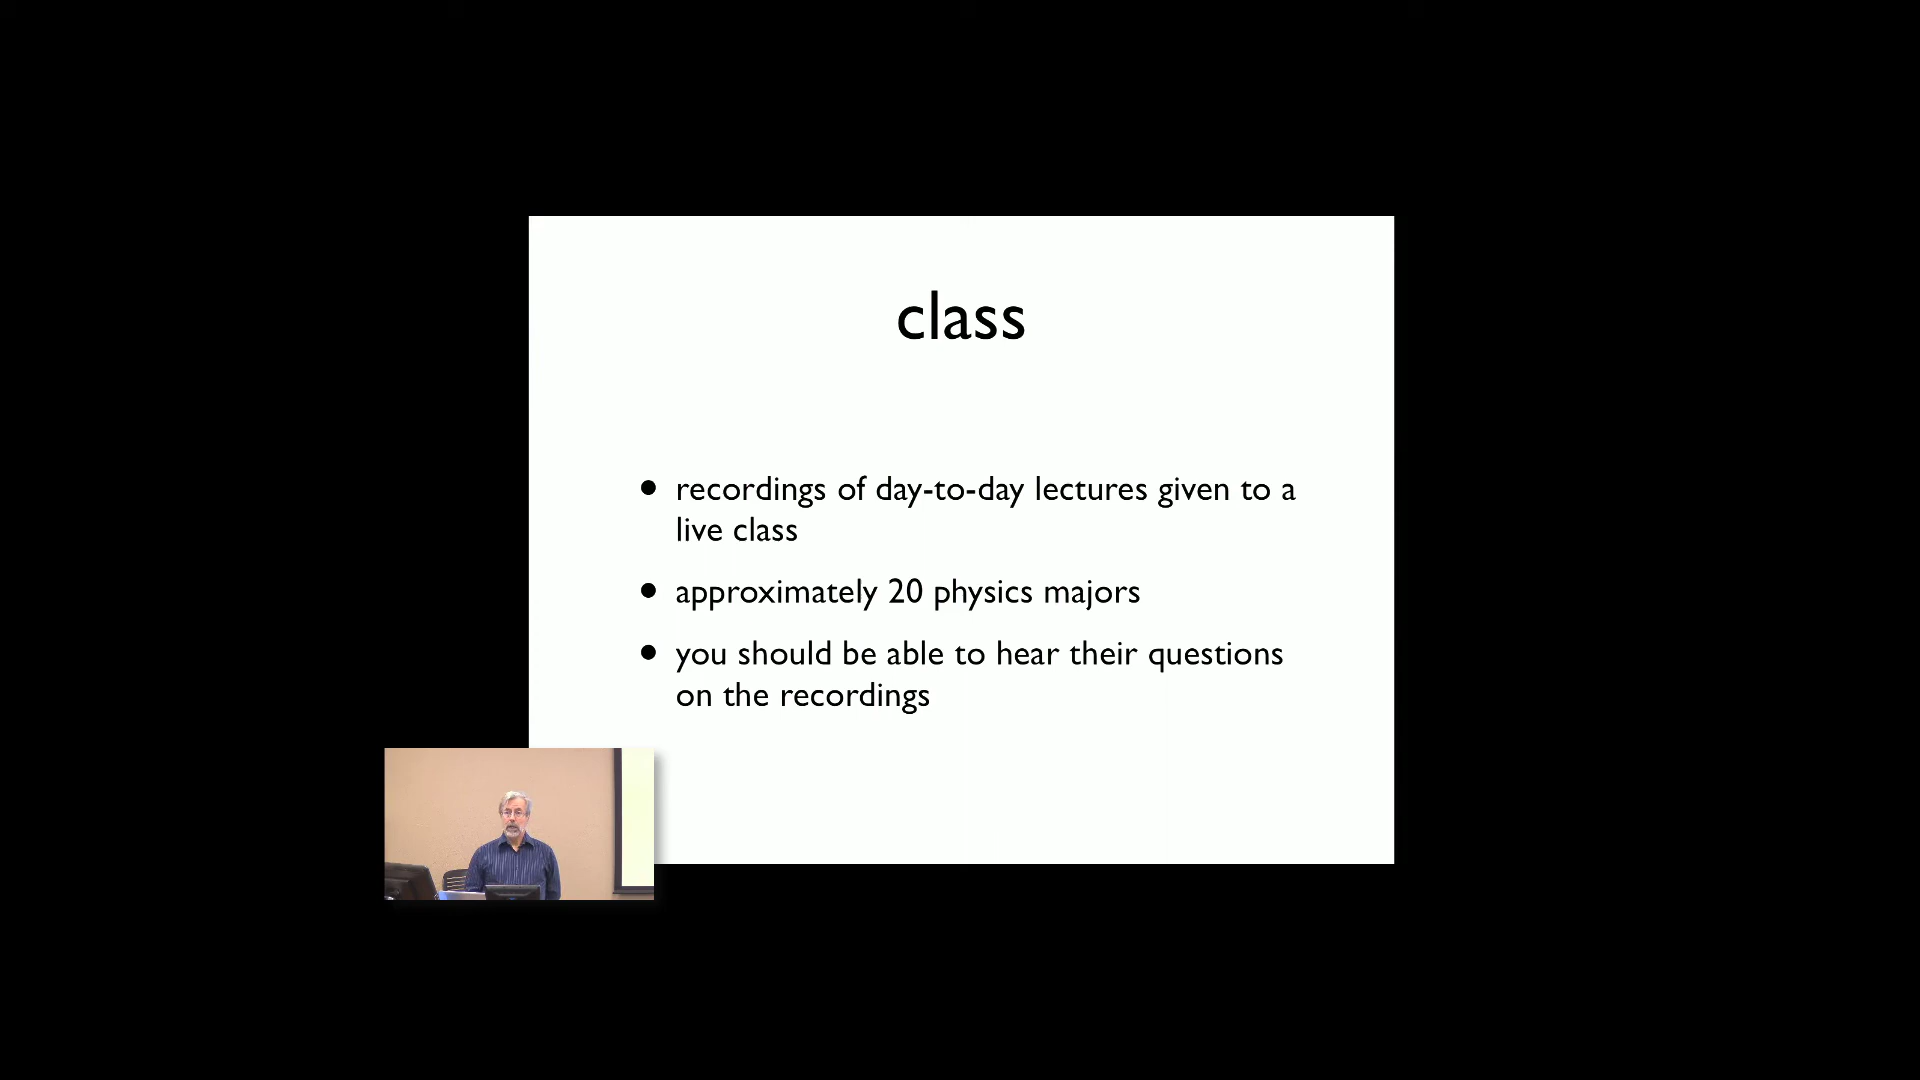 class
• recordings of day-to-day lectures given to a
live class
• approximately 20 physics majors
• you should be able to hear their questions
on the recordings